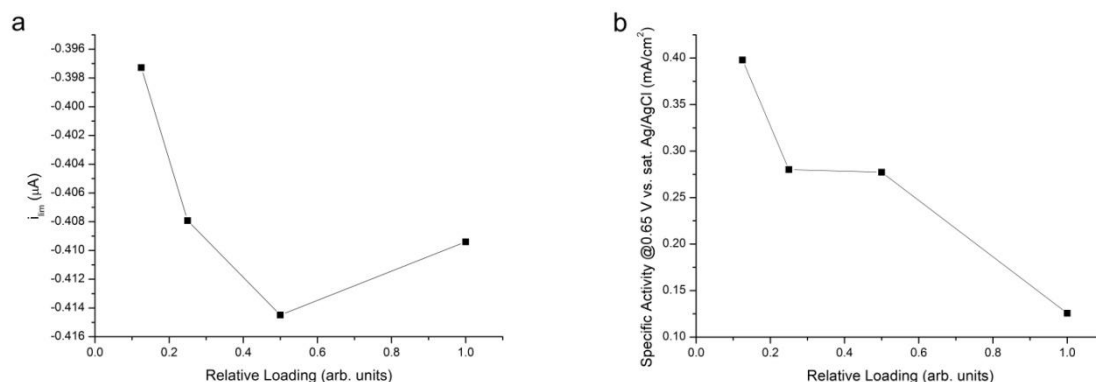 a
-0.396
-0.398
-0.400
-0.402
-0.404
-0.406
-0.408
-0.410
-0.412
-0.414
-0.416
i_lim (μA)
0.0 0.2 0.4 0.6 0.8 1.0
Relative Loading (arb. units)
b
0.40
0.35
0.30
0.25
0.20
0.15
0.10
Specific Activity @0.65 V vs. sat. Ag/AgCl (mA/cm²)
0.0 0.2 0.4 0.6 0.8 1.0
Relative Loading (arb. units)